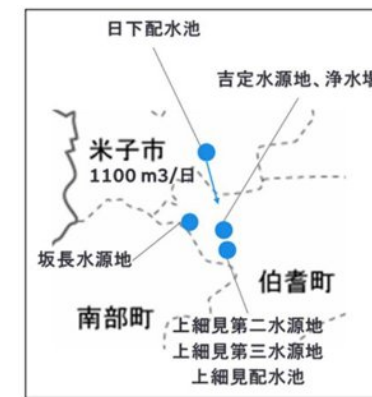 日下配水池
吉定水源地、浄水場
米子市
1100 m3/日
坂長水源地
伯耆町
南部町
上細見第二水源地
上細見第三水源地
上細見配水池